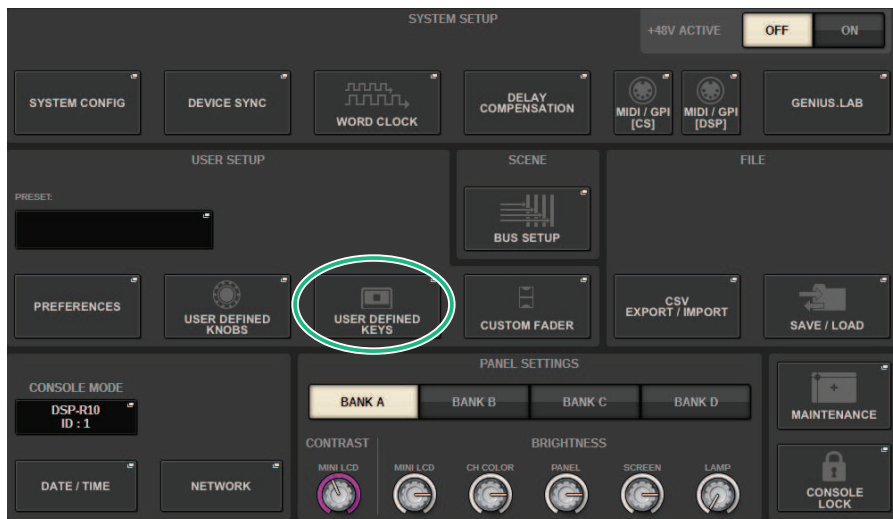 SYSTEM SETUP
+48V ACTIVE
OFF
ON
SYSTEM CONFIG
DEVICE SYNC
WORD CLOCK
DELAY
COMPENSATION
MIDI / GPI
[CS]
MIDI / GPI
[DSP]
GENIUS.LAB
USER SETUP
SCENE
FILE
PRESET:
BUS SETUP
PREFERENCES
USER DEFINED
KNOBS
USER DEFINED
KEYS
CUSTOM FADER
CSV
EXPORT / IMPORT
SAVE / LOAD
CONSOLE MODE
DSP-R10
ID : 1
DATE / TIME
NETWORK
PANEL SETTINGS
BANK A
BANK B
BANK C
BANK D
CONTRAST
BRIGHTNESS
MINI LCD
MINI LCD
CH COLOR
PANEL
SCREEN
LAMP
MAINTENANCE
CONSOLE
LOCK